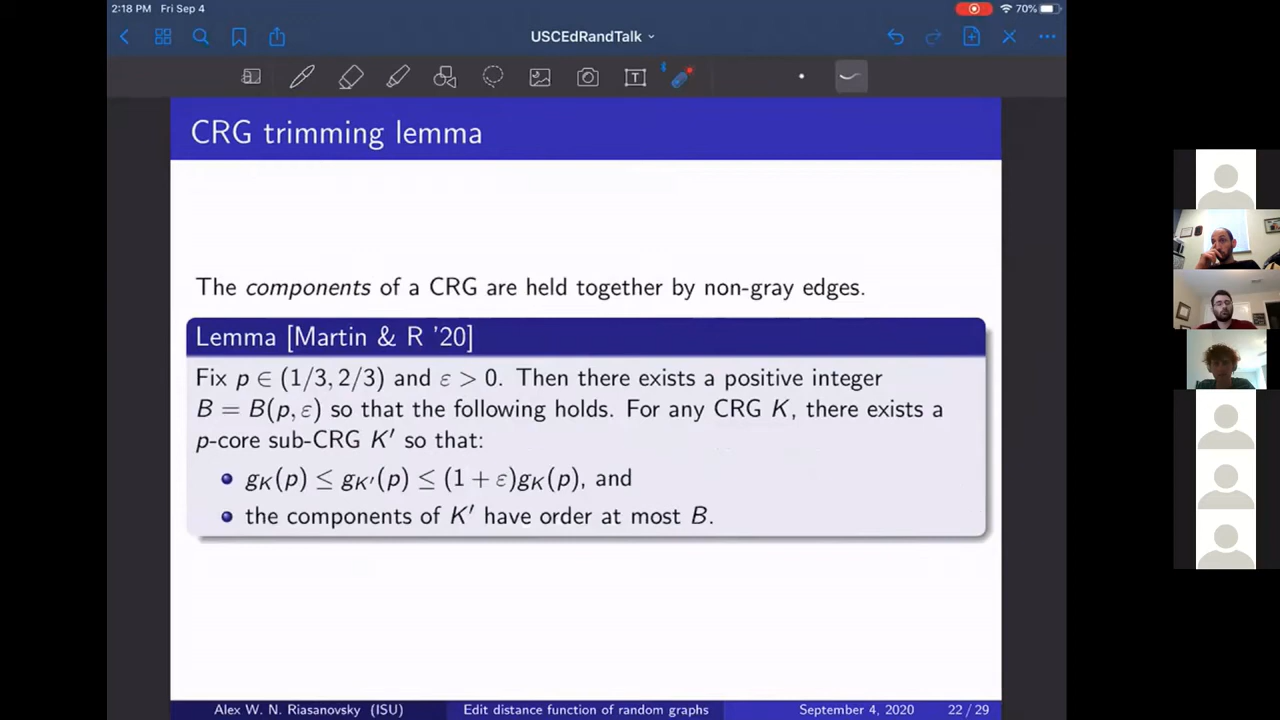 2:18 PM Fri Sep 4
70%
USCEdRandTalk
T
CRG trimming lemma
The components of a CRG are held together by non-gray edges.
Lemma [Martin & R '20]
Fix p ∈ (1/3, 2/3) and ε > 0. Then there exists a positive integer
B = B(p, ε) so that the following holds. For any CRG K, there exists a
p-core sub-CRG K′ so that:
• g_K(p) ≤ g_K′(p) ≤ (1 + ε)g_K(p), and
• the components of K′ have order at most B.
Alex W. N. Riasanovsky (ISU) Edit distance function of random graphs September 4, 2020 22 / 29